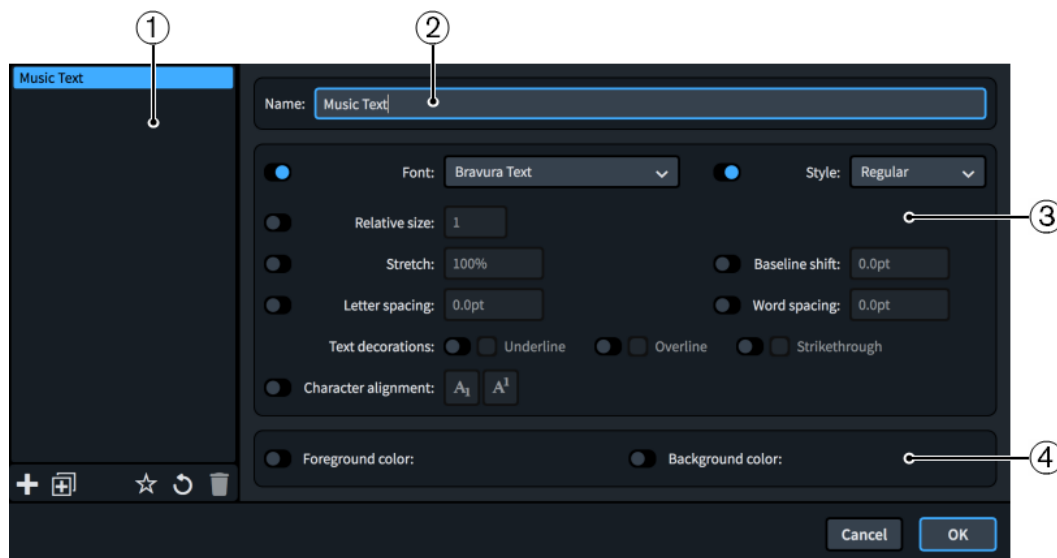 ① ②
Music Text
Name: Music Text
Font: Bravura Text Style: Regular
③
Relative size: 1
Stretch: 100% Baseline shift: 0.0pt
Letter spacing: 0.0pt Word spacing: 0.0pt
Text decorations: Underline Overline Strikethrough
Character alignment: A₁ A¹
Foreground color: Background color:
④
Cancel OK